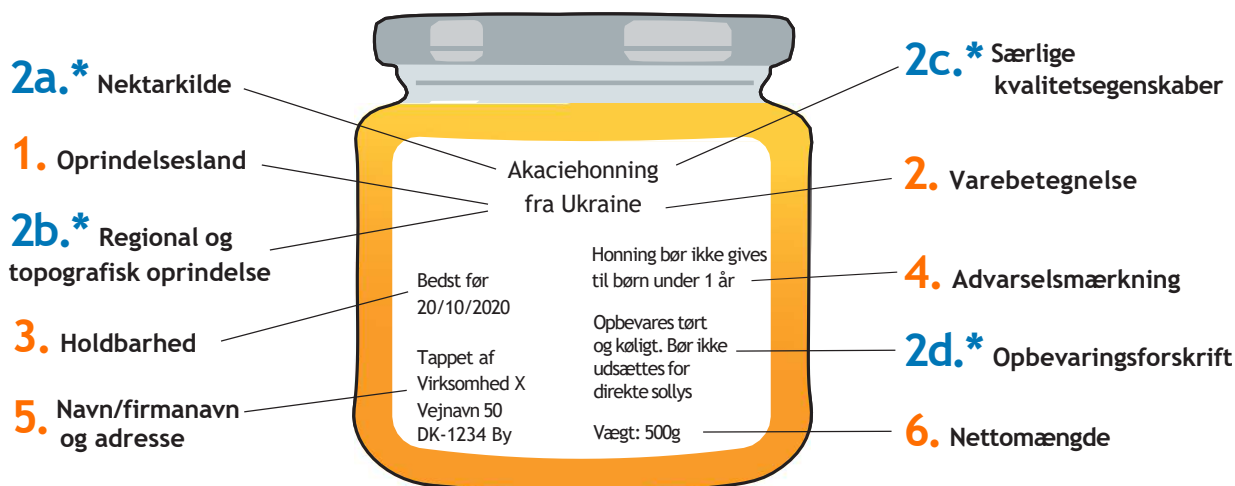 2a.* Nektarkilde
1. Oprindelsesland
2b.* Regional og
topografisk oprindelse
3. Holdbarhed
5. Navn/firmanavn
og adresse
Akaciehonning
fra Ukraine
Bedst før
20/10/2020
Tappet af
Virksomhed X
Vejnavn 50
DK-1234 By
Honning bør ikke gives
til børn under 1 år
Opbevares tørt
og køligt. Bør ikke
udsættes for
direkte sollys
Vægt: 500g
2c.* Særlige
kvalitetsegenskaber
2. Varebetegnelse
4. Advarselsmærkning
2d.* Opbevaringsforskrift
6. Nettomængde